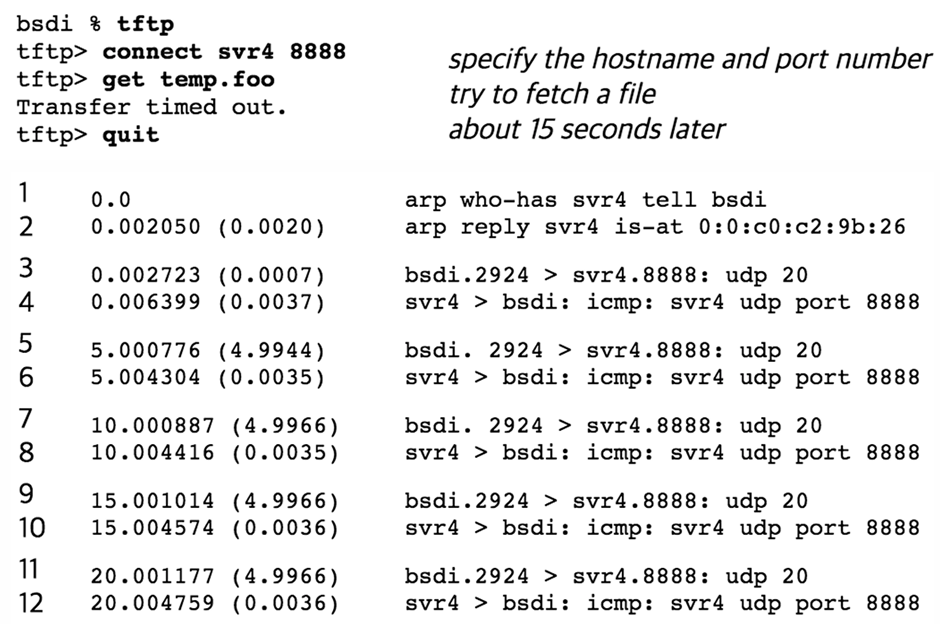 bsdi % tftp
tftp> connect svr4 8888 specify the hostname and port number
tftp> get temp.foo try to fetch a file
Transfer timed out. about 15 seconds later
tftp> quit
1 0.0 arp who-has svr4 tell bsdi
2 0.002050 (0.0020) arp reply svr4 is-at 0:0:c0:c2:9b:26
3 0.002723 (0.0007) bsdi.2924 > svr4.8888: udp 20
4 0.006399 (0.0037) svr4 > bsdi: icmp: svr4 udp port 8888
5 5.000776 (4.9944) bsdi. 2924 > svr4.8888: udp 20
6 5.004304 (0.0035) svr4 > bsdi: icmp: svr4 udp port 8888
7 10.000887 (4.9966) bsdi. 2924 > svr4.8888: udp 20
8 10.004416 (0.0035) svr4 > bsdi: icmp: svr4 udp port 8888
9 15.001014 (4.9966) bsdi.2924 > svr4.8888: udp 20
10 15.004574 (0.0036) svr4 > bsdi: icmp: svr4 udp port 8888
11 20.001177 (4.9966) bsdi.2924 > svr4.8888: udp 20
12 20.004759 (0.0036) svr4 > bsdi: icmp: svr4 udp port 8888